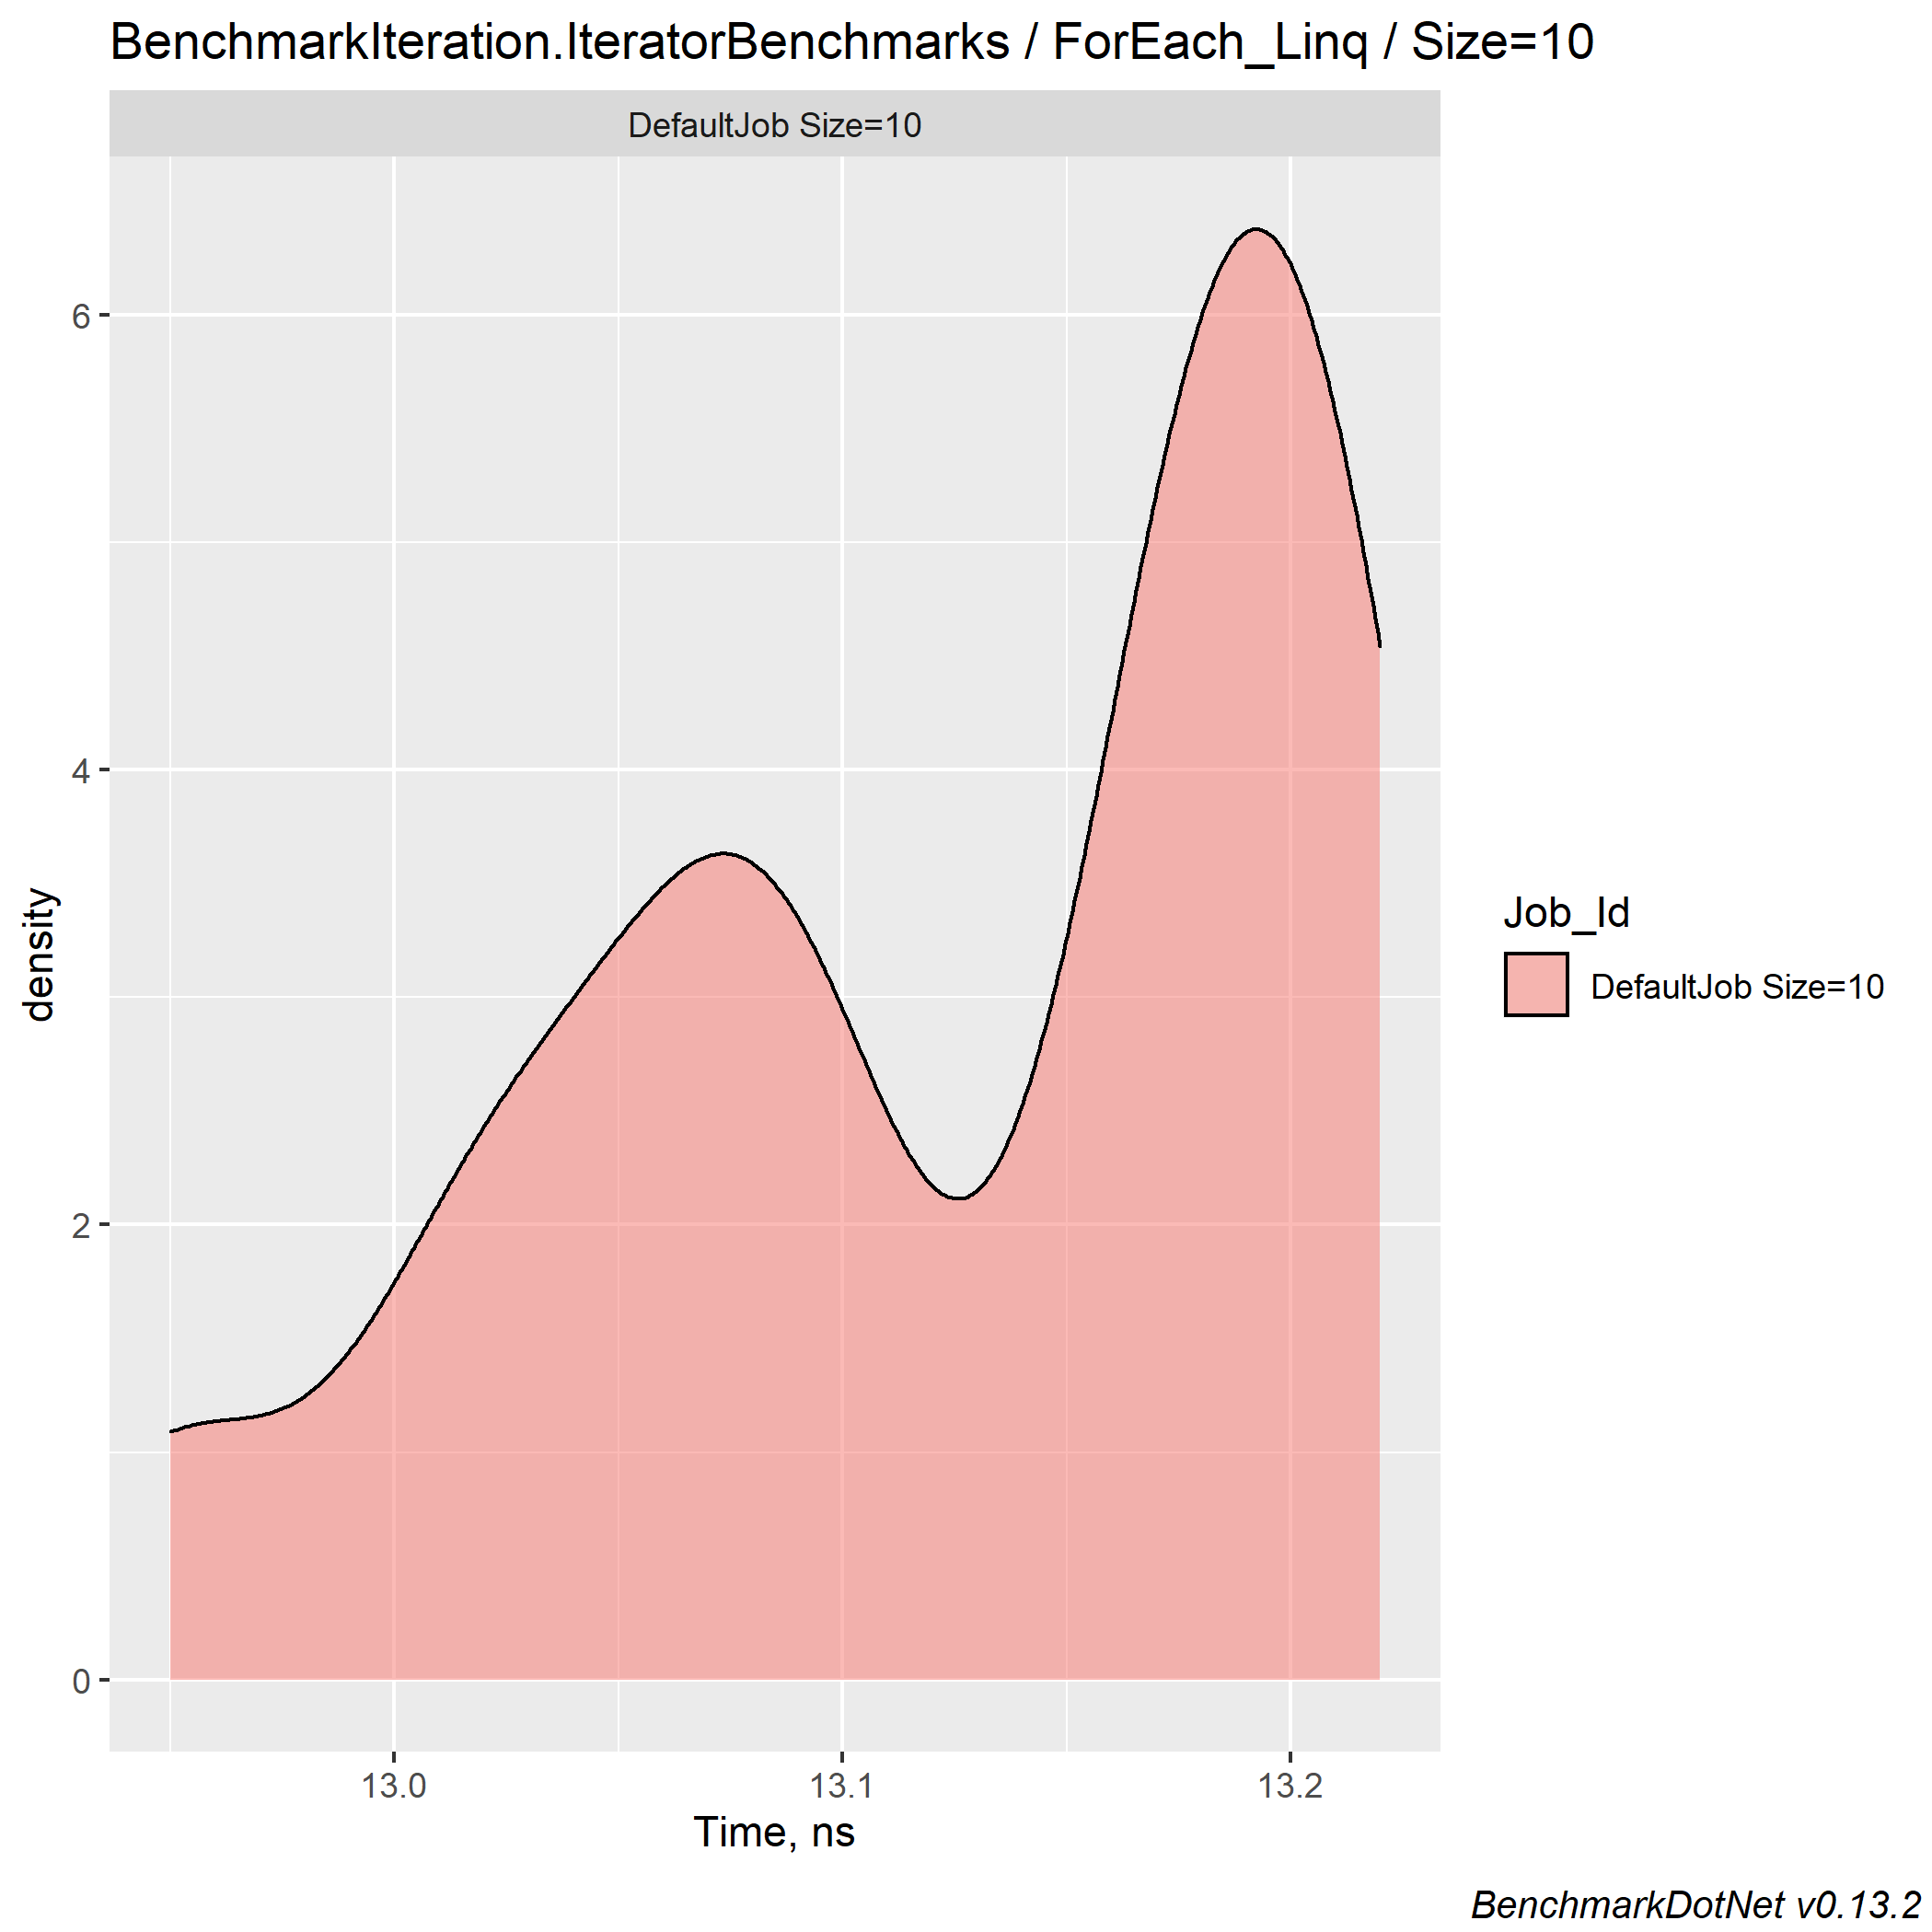 BenchmarkIteration.IteratorBenchmarks / ForEach_Linq / Size=10
DefaultJob Size=10
6
4
2
0
density
13.0 13.1 13.2
Time, ns
Job_Id
DefaultJob Size=10
BenchmarkDotNet v0.13.2